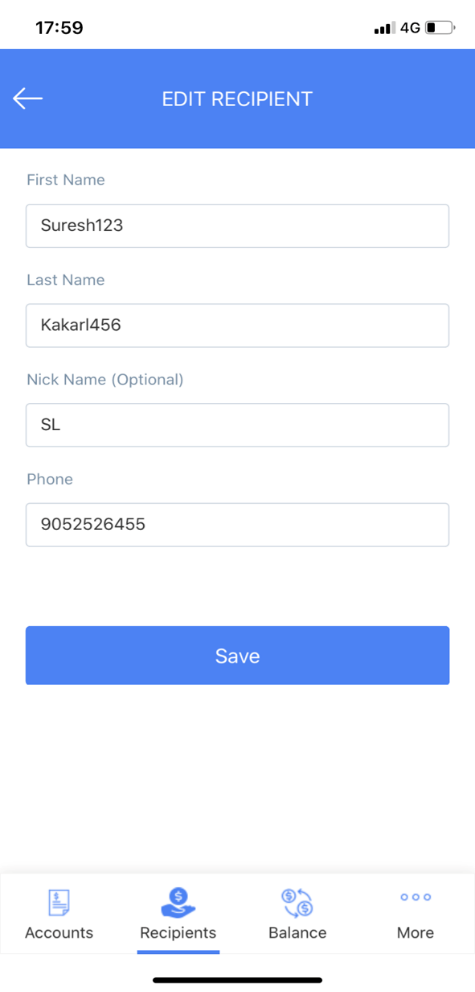 17:59 4G
EDIT RECIPIENT
First Name
Suresh123
Last Name
Kakarl456
Nick Name (Optional)
SL
Phone
9052526455
Save
Accounts Recipients Balance More